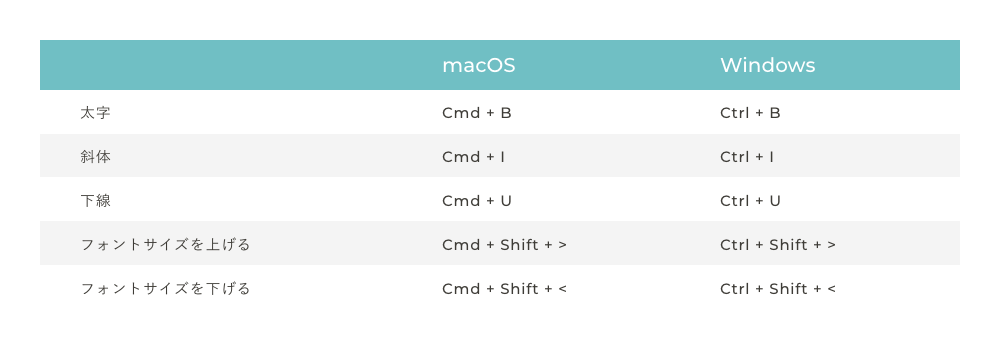 macOS Windows
太字 Cmd + B Ctrl + B
斜体 Cmd + I Ctrl + I
下線 Cmd + U Ctrl + U
フォントサイズを上げる Cmd + Shift + > Ctrl + Shift + >
フォントサイズを下げる Cmd + Shift + < Ctrl + Shift + <